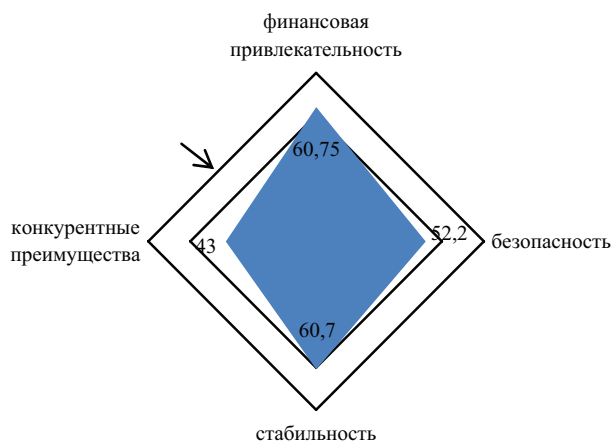 финансовая
привлекательность
60,75
конкурентные
преимущества
43
52,2
безопасность
60,7
стабильность